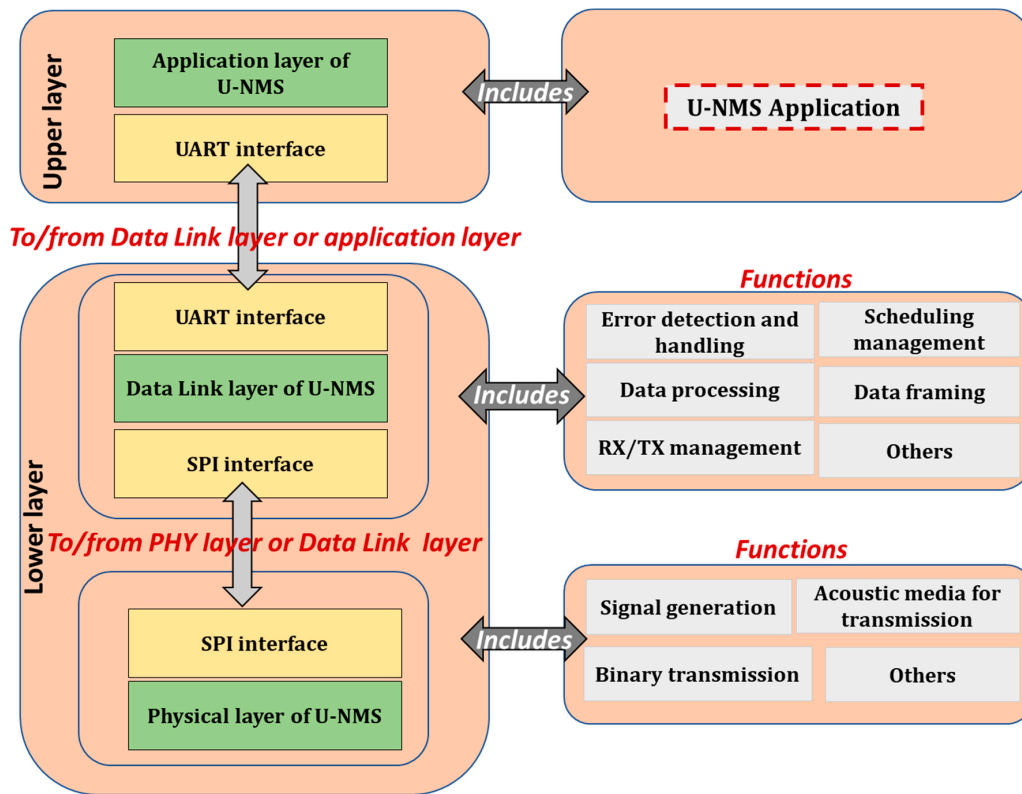 Upper layer
Application layer of
U-NMS
UART interface
Includes
U-NMS Application
To/from Data Link layer or application layer
Lower layer
UART interface
Data Link layer of U-NMS
SPI interface
Includes
Functions
Error detection and
handling
Scheduling
management
Data processing
Data framing
RX/TX management
Others
To/from PHY layer or Data Link layer
SPI interface
Physical layer of U-NMS
Includes
Functions
Signal generation
Acoustic media for
transmission
Binary transmission
Others